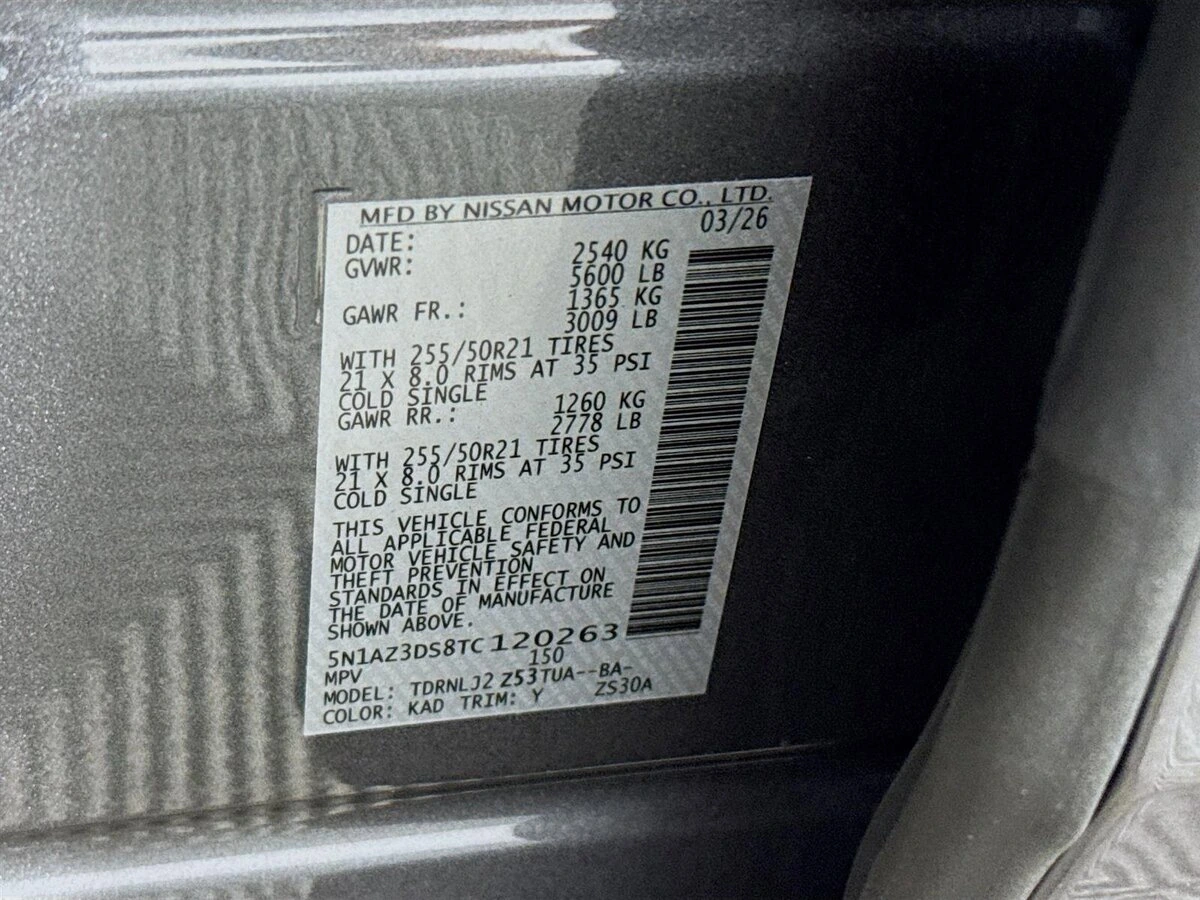 MFD BY NISSAN MOTOR CO., LTD.
DATE: 03/26
GVWR: 2540 KG
5600 LB
GAWR FR.: 1365 KG
3009 LB
WITH 255/50R21 TIRES
21 X 8.0 RIMS AT 35 PSI
COLD SINGLE
GAWR RR.: 1260 KG
2778 LB
WITH 255/50R21 TIRES
21 X 8.0 RIMS AT 35 PSI
COLD SINGLE
THIS VEHICLE CONFORMS TO
ALL APPLICABLE FEDERAL
MOTOR VEHICLE SAFETY AND
THEFT PREVENTION
STANDARDS IN EFFECT ON
THE DATE OF MANUFACTURE
SHOWN ABOVE.
5N1AZ3DS8TC120263
MPV 150
MODEL: TDRNLJ2 Z53TUA--BA-
COLOR: KAD TRIM: Y ZS30A